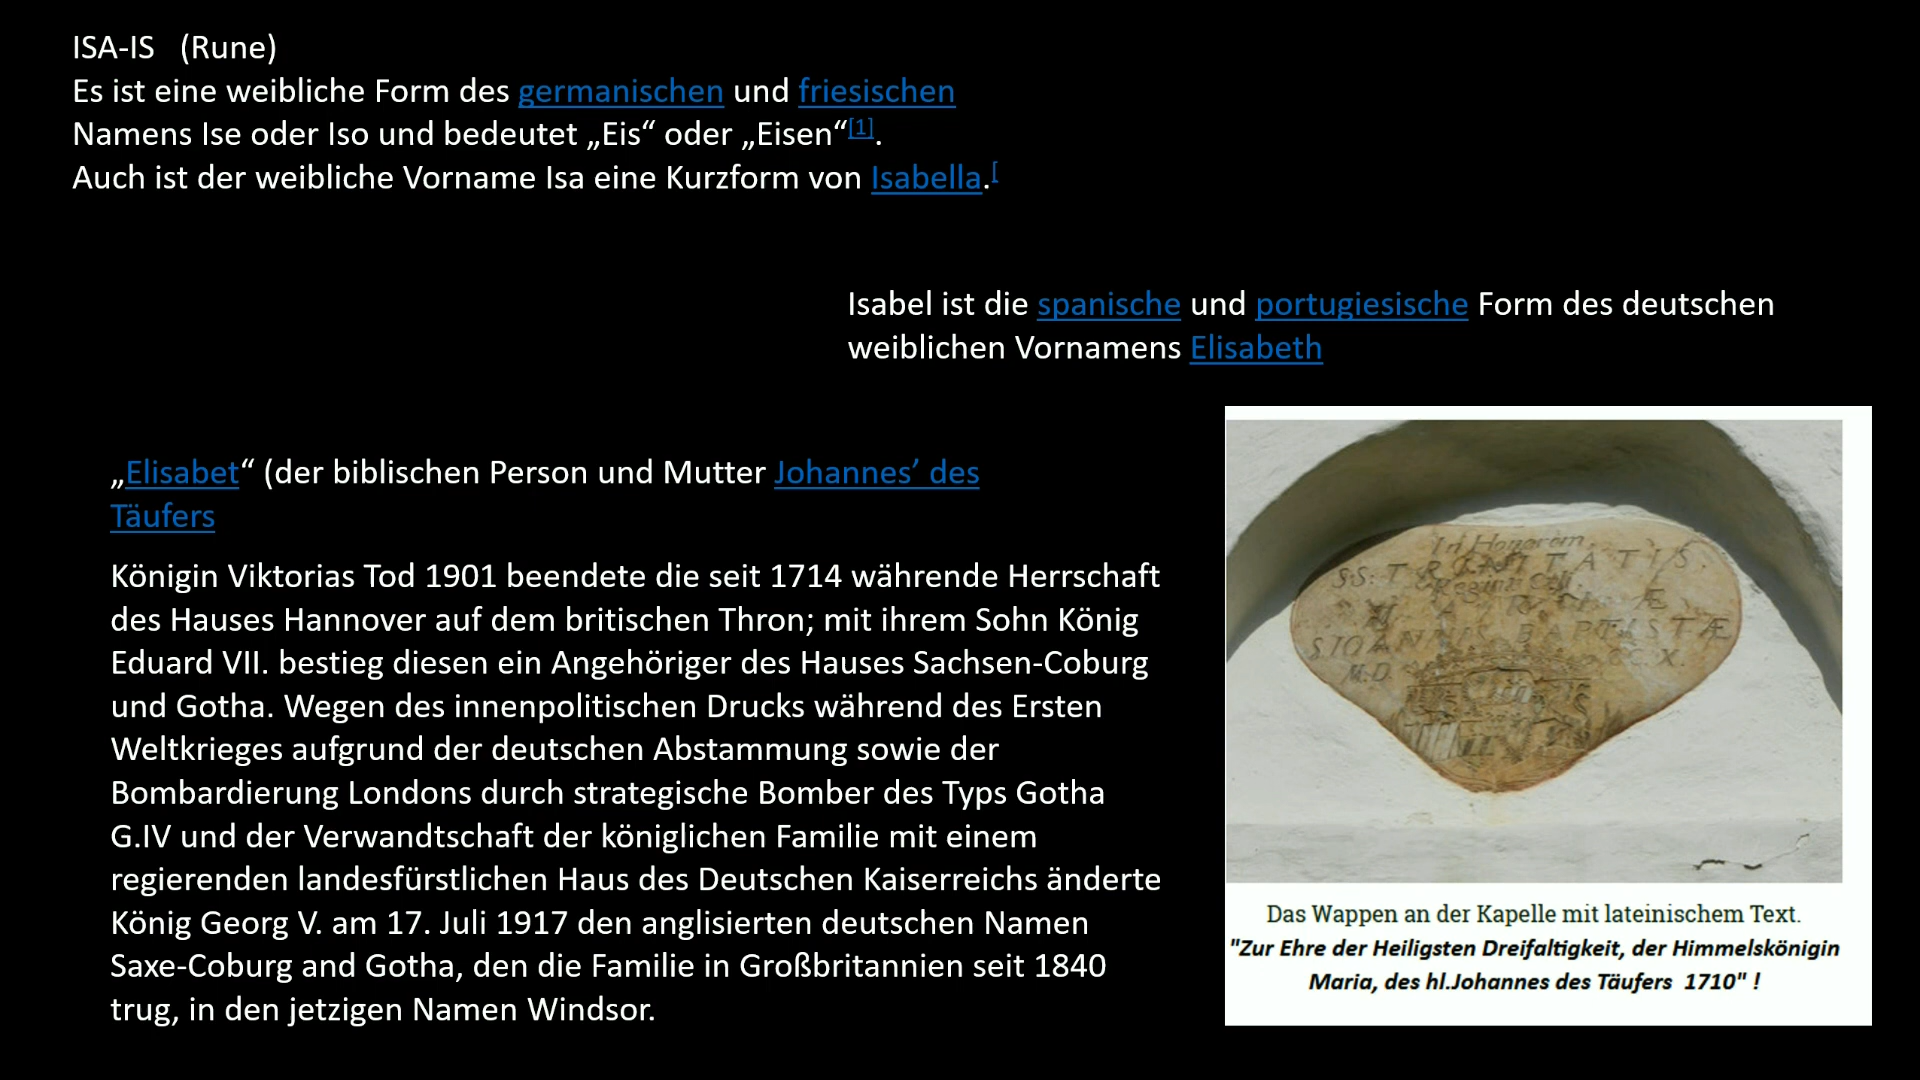 ISA-IS (Rune)
Es ist eine weibliche Form des germanischen und friesischen
Namens Ise oder Iso und bedeutet „Eis“ oder „Eisen“[1].
Auch ist der weibliche Vorname Isa eine Kurzform von Isabella.[
Isabel ist die spanische und portugiesische Form des deutschen
weiblichen Vornamens Elisabeth
„Elisabet“ (der biblischen Person und Mutter Johannes’ des
Täufers
Königin Viktorias Tod 1901 beendete die seit 1714 währende Herrschaft
des Hauses Hannover auf dem britischen Thron; mit ihrem Sohn König
Eduard VII. bestieg diesen ein Angehöriger des Hauses Sachsen-Coburg
und Gotha. Wegen des innenpolitischen Drucks während des Ersten
Weltkrieges aufgrund der deutschen Abstammung sowie der
Bombardierung Londons durch strategische Bomber des Typs Gotha
G.IV und der Verwandtschaft der königlichen Familie mit einem
regierenden landesfürstlichen Haus des Deutschen Kaiserreichs änderte
König Georg V. am 17. Juli 1917 den anglisierten deutschen Namen
Saxe-Coburg and Gotha, den die Familie in Großbritannien seit 1840
trug, in den jetzigen Namen Windsor.
In Honorem
SS: TRINITATIS.
M A R I Æ
S IOANNIS BAPTISTÆ
M.D. CC.X.
Das Wappen an der Kapelle mit lateinischem Text.
"Zur Ehre der Heiligsten Dreifaltigkeit, der Himmelskönigin
Maria, des hl.Johannes des Täufers 1710" !